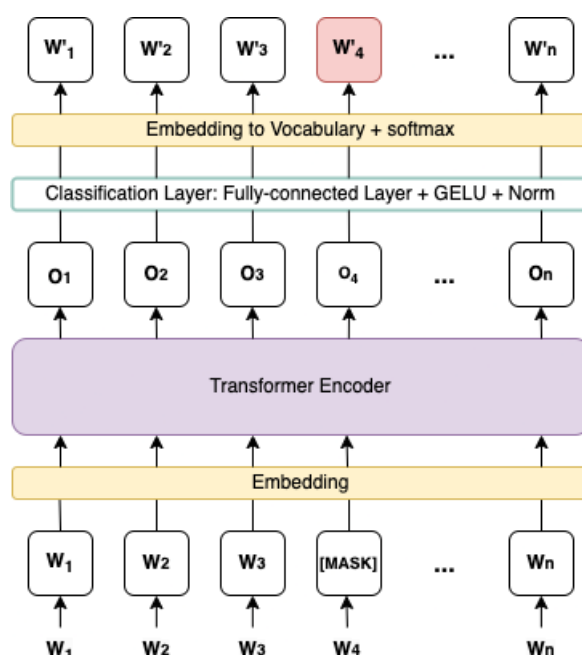 W'1 W'2 W'3 W'4 ... W'n
Embedding to Vocabulary + softmax
Classification Layer: Fully-connected Layer + GELU + Norm
O1 O2 O3 O4 ... On
Transformer Encoder
Embedding
W1 W2 W3 [MASK] ... Wn
W1 W2 W3 W4 Wn